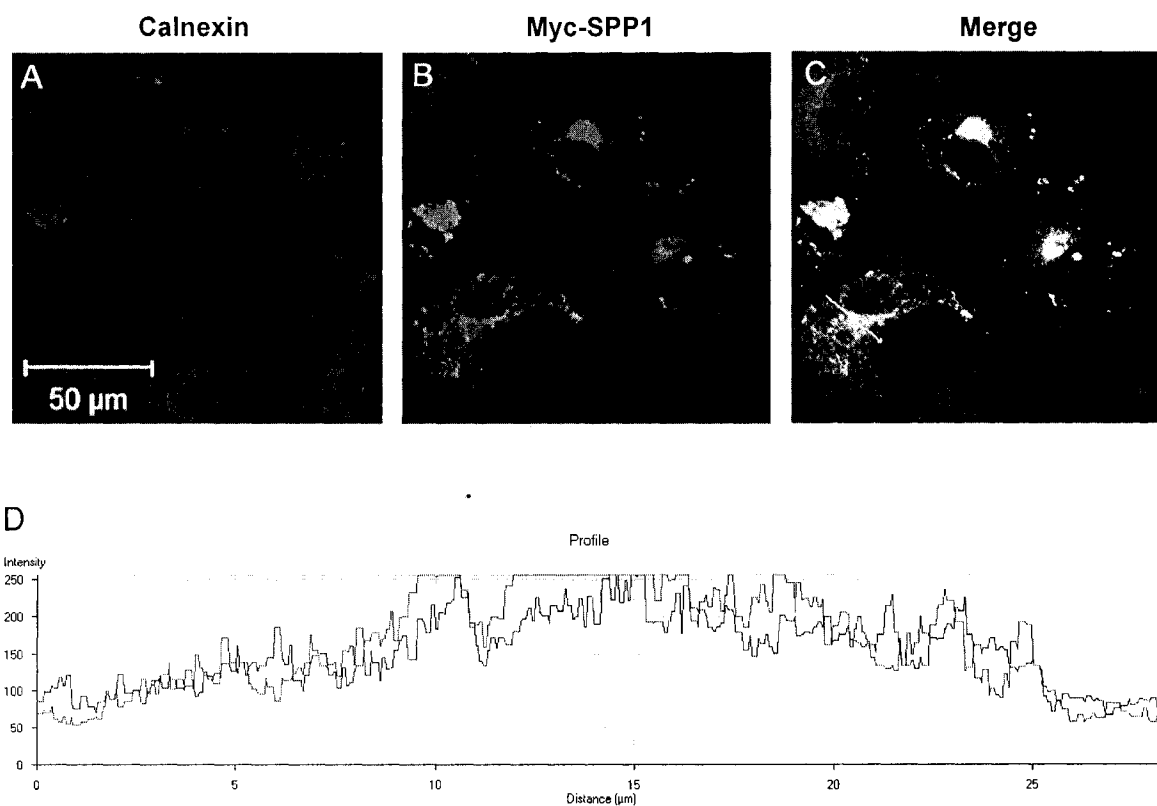 Calnexin Myc-SPP1 Merge
A B C
50 µm
D
Profile
Intensity
250
200
150
100
50
0
0 5 10 15 20 25
Distance (µm)